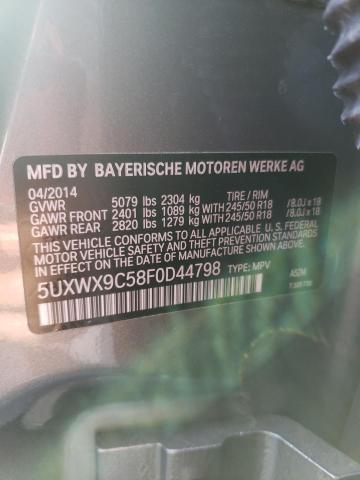 MFD BY BAYERISCHE MOTOREN WERKE AG
04/2014
GVWR 5079 lbs 2304 kg TIRE / RIM
GAWR FRONT 2401 lbs 1089 kg WITH 245/50 R18 / 8.0J x 18
GAWR REAR 2820 lbs 1279 kg WITH 245/50 R18 / 8.0J x 18
THIS VEHICLE CONFORMS TO ALL APPLICABLE U.S. FEDERAL
MOTOR VEHICLE SAFETY, BUMPER, AND THEFT PREVENTION
STANDARDS IN EFFECT ON THE DATE OF MANUFACTURE SHOWN ABOVE.
5UXWX9C58F0D44798 TYPE: MPV